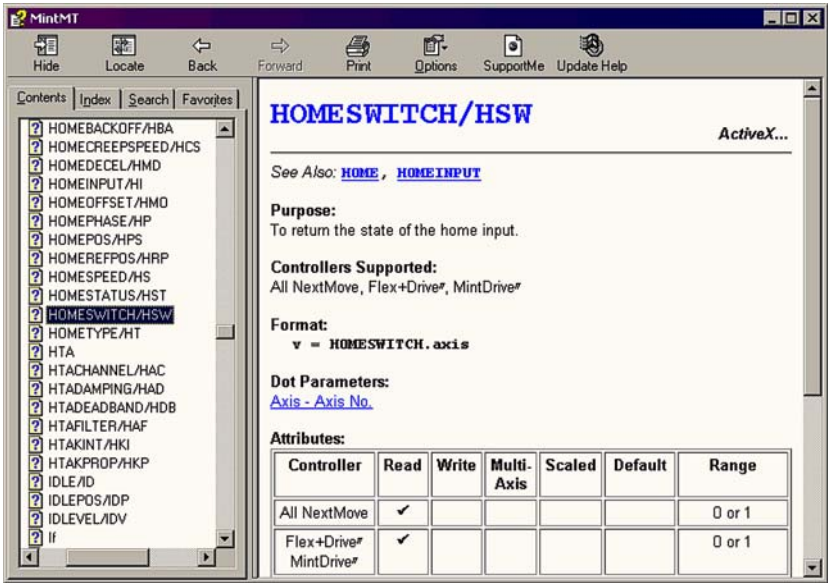 MintMT
Hide Locate Back Forward Print Options SupportMe Update Help
Contents Index Search Favorites
HOMEBACKOFF/HBA
HOMECREEPSPEED/HCS
HOMEDECEL/HMD
HOMEINPUT/HI
HOMEOFFSET/HMO
HOMEPHASE/HP
HOMEPOS/HPS
HOMEREFPOS/HRP
HOMESPEED/HS
HOMESTATUS/HST
HOMESWITCH/HSW
HOMETYPE/HT
HTA
HTACHANNEL/HAC
HTADAMPING/HAD
HTADEADBAND/HDB
HTAFILTER/HAF
HTAKINT/HKI
HTAKPROP/HKP
IDLE/ID
IDLEPOS/IDP
IDLEVEL/IDV
If
HOMESWITCH/HSW
ActiveX...
See Also: HOME, HOMEINPUT
Purpose:
To return the state of the home input.
Controllers Supported:
All NextMove, Flex+Drive, MintDrive
Format:
v = HOMESWITCH.axis
Dot Parameters:
Axis - Axis No.
Attributes:
Controller Read Write Multi-Axis Scaled Default Range
All NextMove ✓ 0 or 1
Flex+Drive MintDrive ✓ 0 or 1